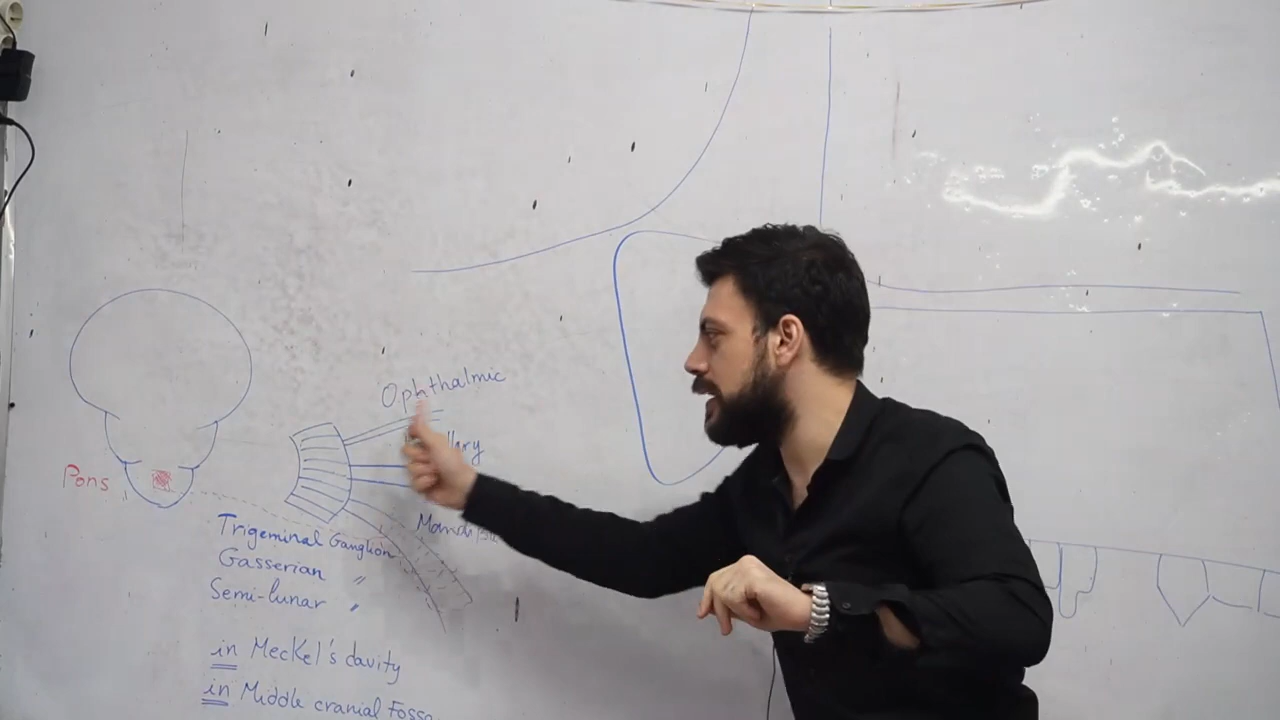 Ophthalmic
Pons
Trigeminal Ganglion
Gasserian "
Semi-lunar "
in Meckel's cavity
in Middle cranial Fossa